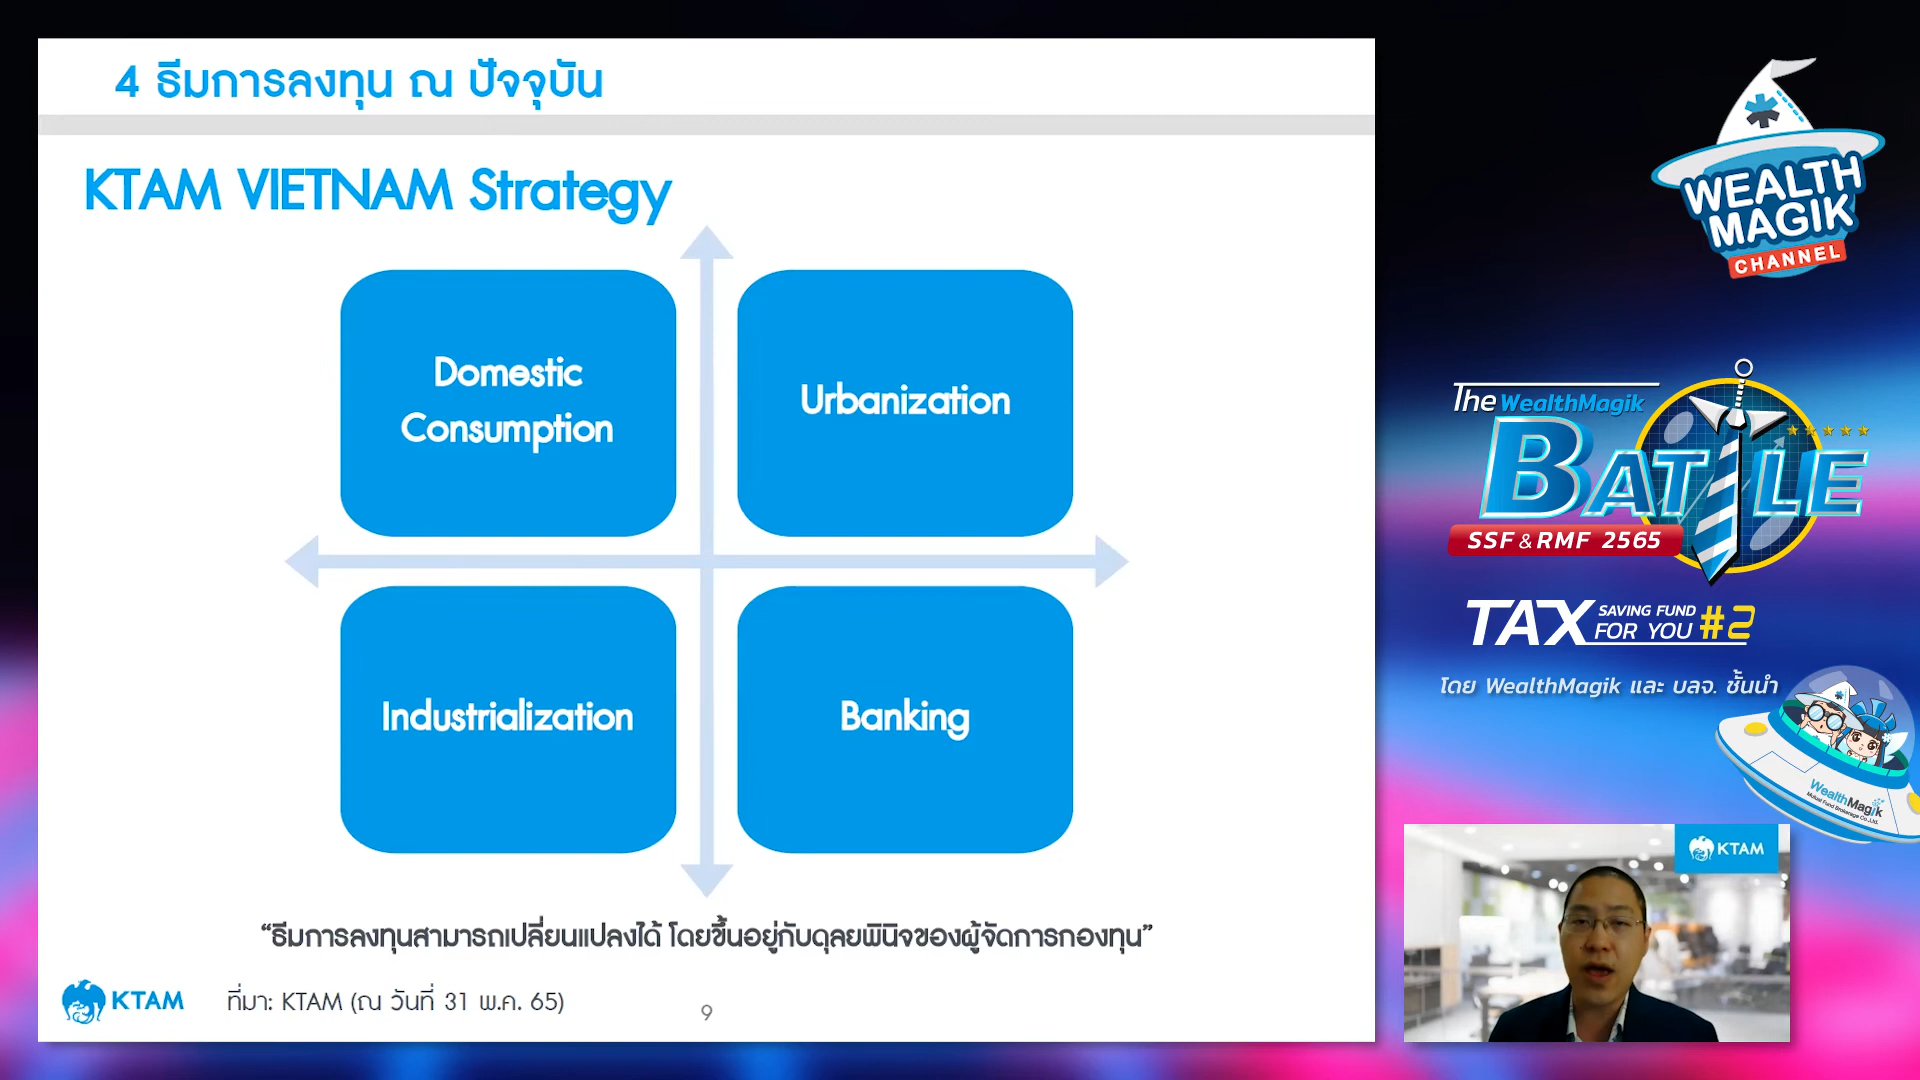 4 ธีมการลงทุน ณ ปัจจุบัน
KTAM VIETNAM Strategy
Domestic
Consumption
Urbanization
Industrialization
Banking
“ธีมการลงทุนสามารถเปลี่ยนแปลงได้ โดยขึ้นอยู่กับดุลยพินิจของผู้จัดการกองทุน”
KTAM
ที่มา: KTAM (ณ วันที่ 31 พ.ค. 65)
9
WEALTH
MAGIK
CHANNEL
The WealthMagik
BATTLE
SSF & RMF 2565
TAX SAVING FUND
FOR YOU #2
โดย WealthMagik และ บลจ. ชั้นนำ
WealthMagik
Mutual Fund Brokerage Co.,Ltd.
KTAM